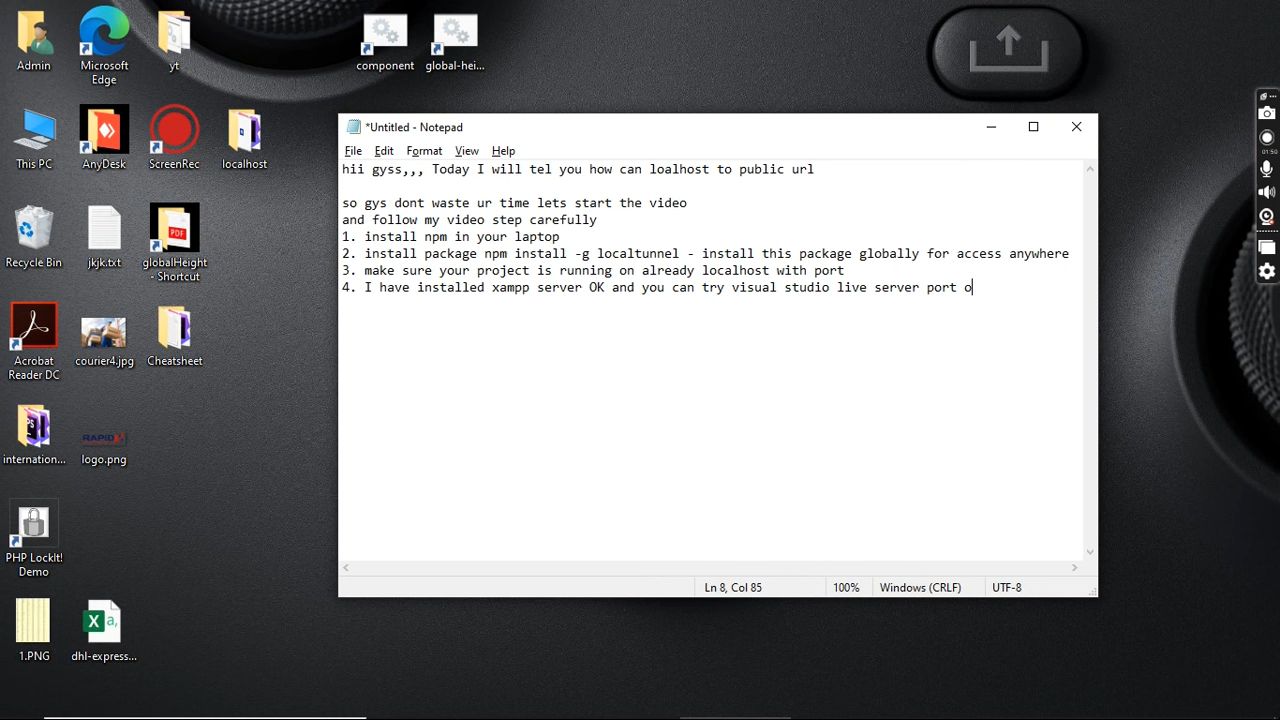 Admin
Microsoft
Edge
yt
component
global-hei...
This PC
AnyDesk
ScreenRec
localhost
Recycle Bin
jkjk.txt
PDF
globalHeight
- Shortcut
Acrobat
Reader DC
courier4.jpg
Cheatsheet
internation...
RAPID
logo.png
PHP LockIt!
Demo
1.PNG
dhl-express...
*Untitled - Notepad
File Edit Format View Help
hii gyss,,, Today I will tel you how can loalhost to public url
so gys dont waste ur time lets start the video
and follow my video step carefully
1. install npm in your laptop
2. install package npm install -g localtunnel - install this package globally for access anywhere
3. make sure your project is running on already localhost with port
4. I have installed xampp server OK and you can try visual studio live server port o
Ln 8, Col 85 100% Windows (CRLF) UTF-8
01:50